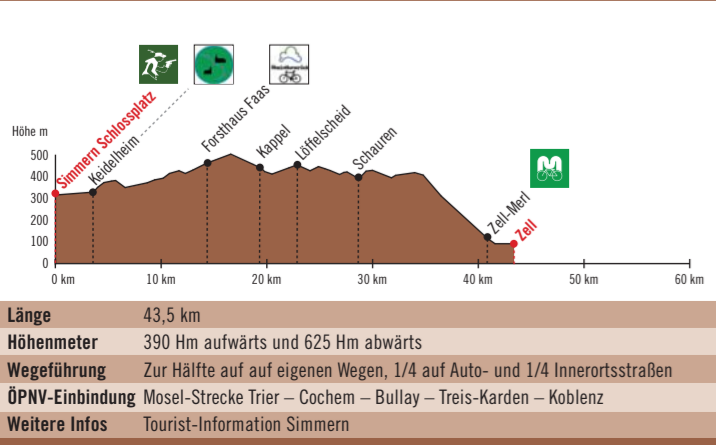 Höhe m
500
400
300
200
100
0
Simmern Schlossplatz
Keidelheim
Forsthaus Faas
Kappel
Löffelscheid
Schauren
Zell-Merl
Zell
M
0 km
10 km
20 km
30 km
40 km
50 km
60 km
Länge 43,5 km
Höhenmeter 390 Hm aufwärts und 625 Hm abwärts
Wegeführung Zur Hälfte auf auf eigenen Wegen, 1/4 auf Auto- und 1/4 Innerortsstraßen
ÖPNV-Einbindung Mosel-Strecke Trier – Cochem – Bullay – Treis-Karden – Koblenz
Weitere Infos Tourist-Information Simmern